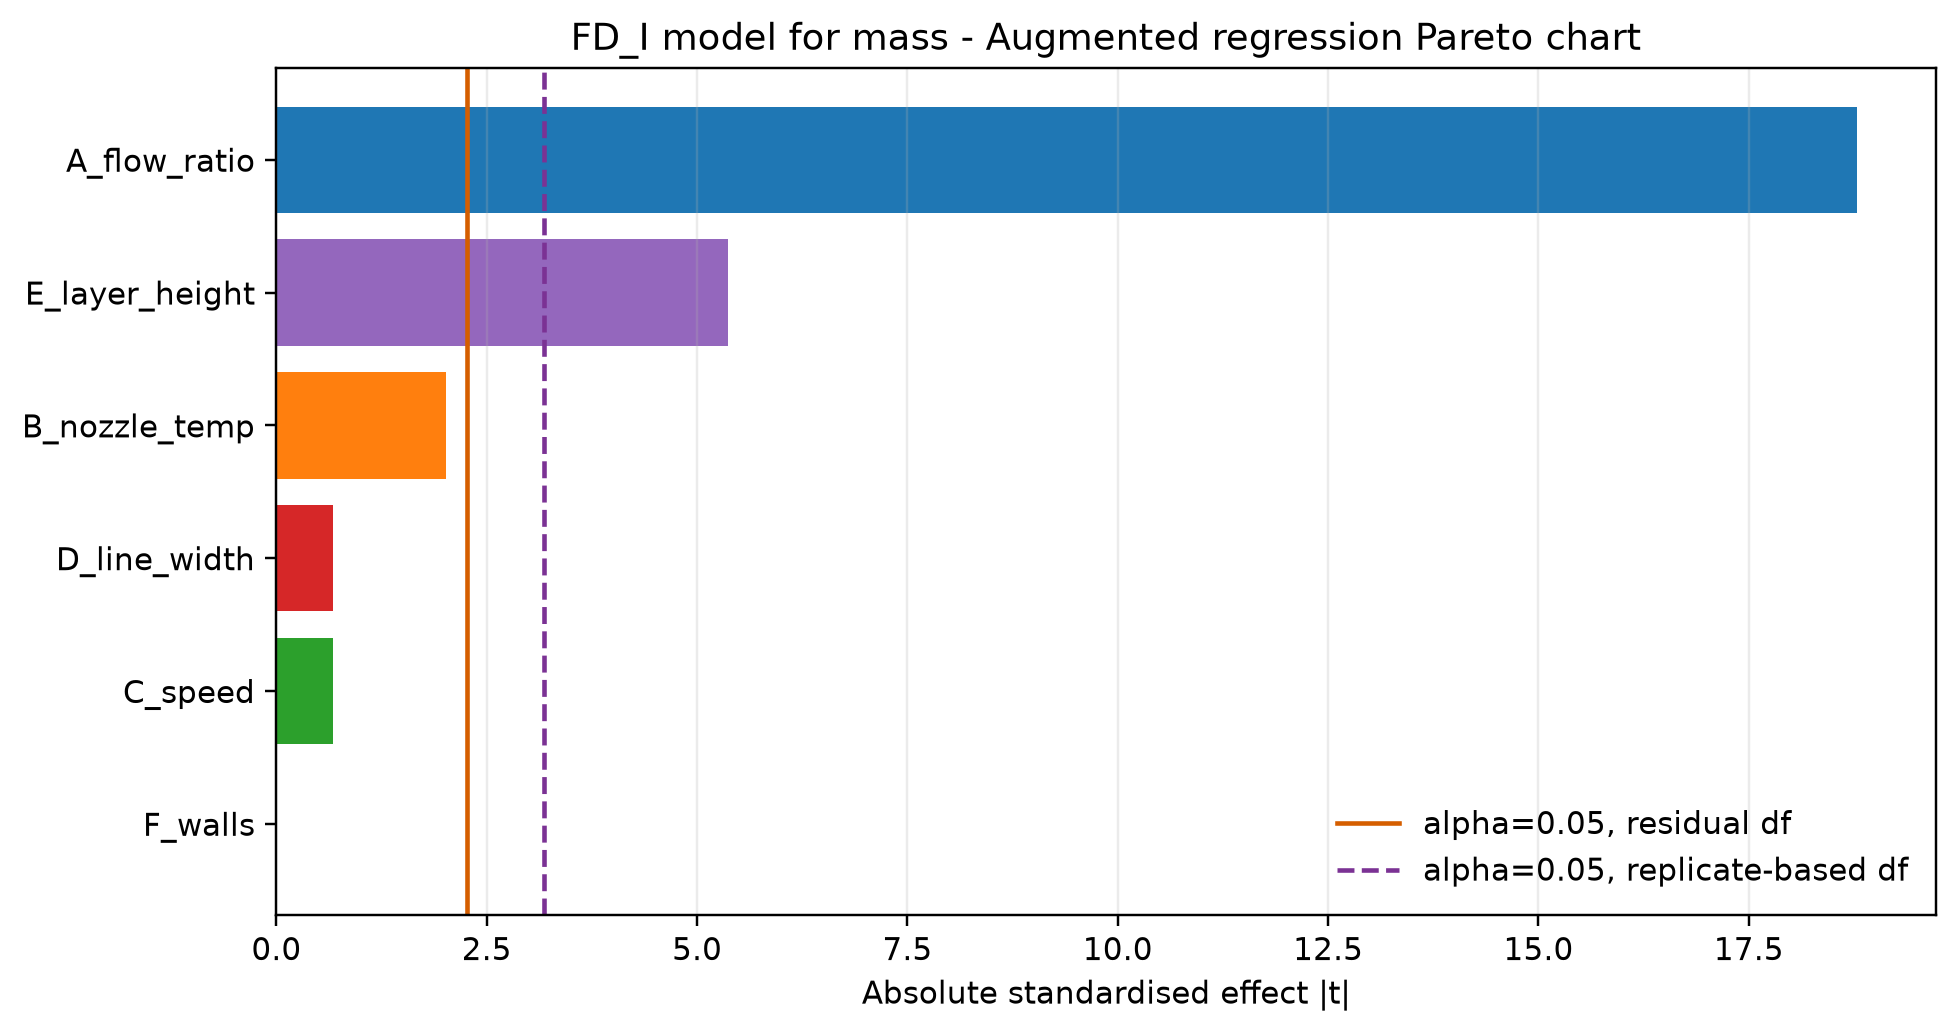 FD_I model for mass - Augmented regression Pareto chart
A_flow_ratio
E_layer_height
B_nozzle_temp
D_line_width
C_speed
F_walls
alpha=0.05, residual df
alpha=0.05, replicate-based df
0.0 2.5 5.0 7.5 10.0 12.5 15.0 17.5
Absolute standardised effect |t|